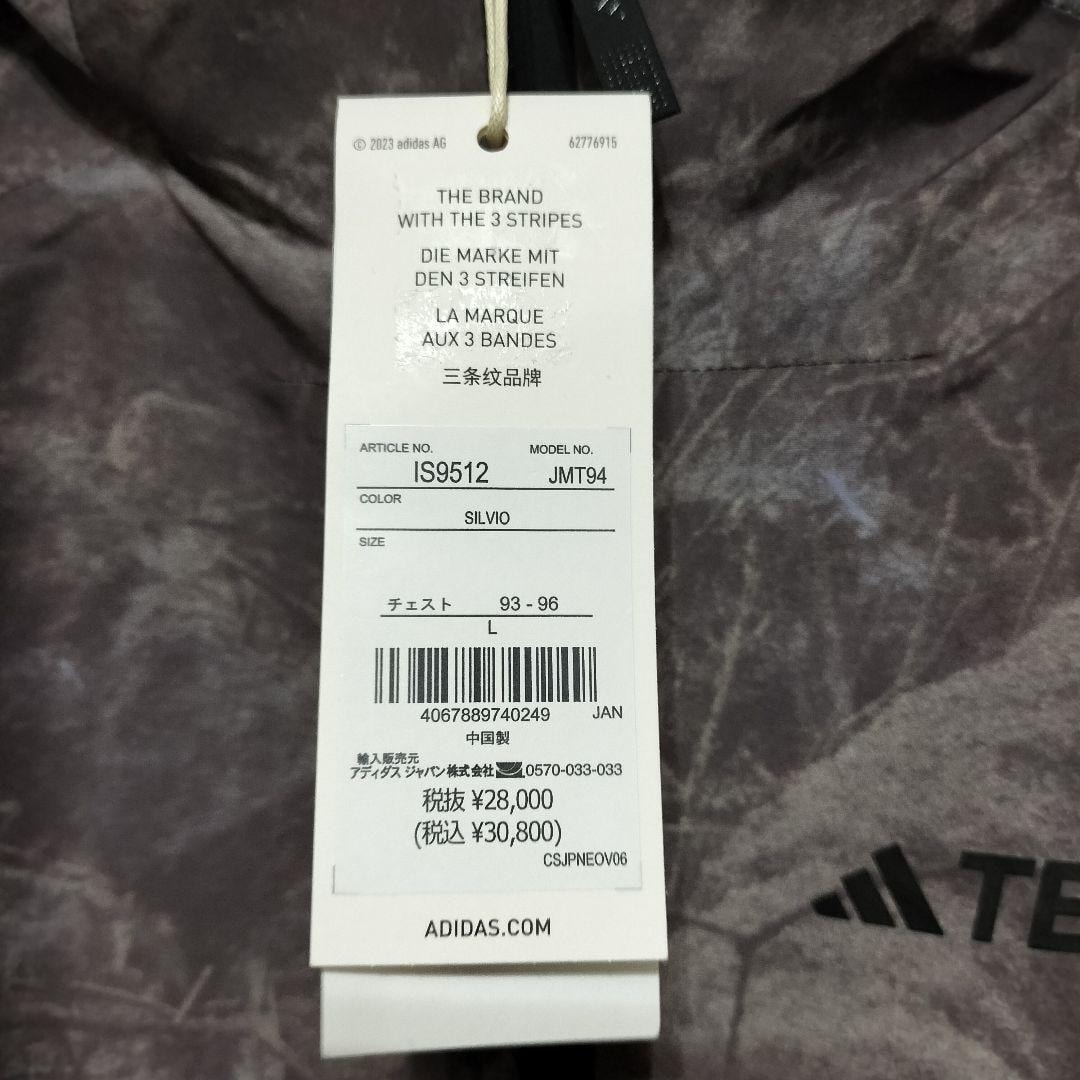 © 2023 adidas AG
62776915
THE BRAND
WITH THE 3 STRIPES
DIE MARKE MIT
DEN 3 STREIFEN
LA MARQUE
AUX 3 BANDES
三条纹品牌
ARTICLE NO.
MODEL NO.
IS9512
JMT94
COLOR
SILVIO
SIZE
チェスト 93 - 96
L
4067889740249 JAN
中国製
輸入販売元
アディダス ジャパン株式会社 0570-033-033
税抜 ¥28,000
(税込 ¥30,800)
CSJPNEOV06
ADIDAS.COM
TE